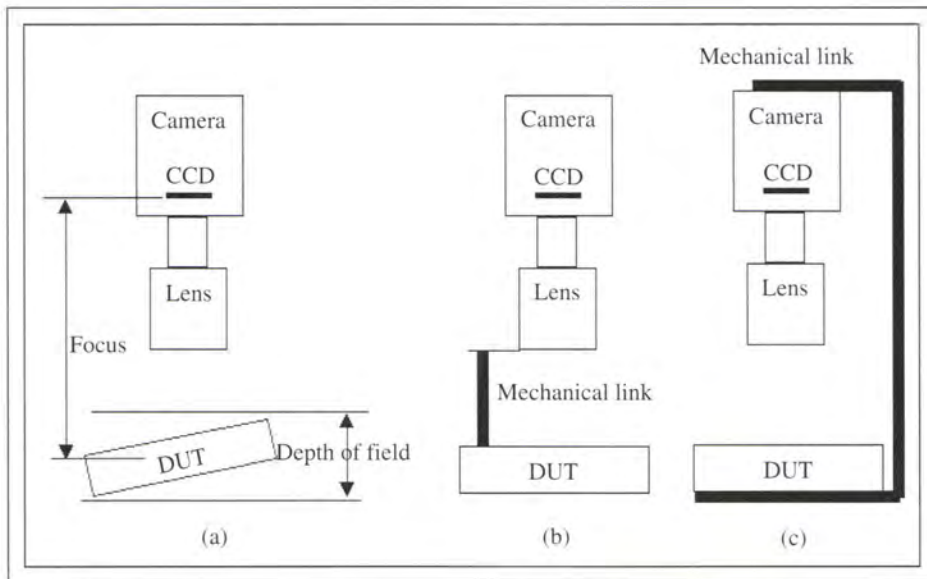 Camera
CCD
Lens
Focus
DUT
Depth of field
(a)
Camera
CCD
Lens
Mechanical link
DUT
(b)
Mechanical link
Camera
CCD
Lens
DUT
(c)